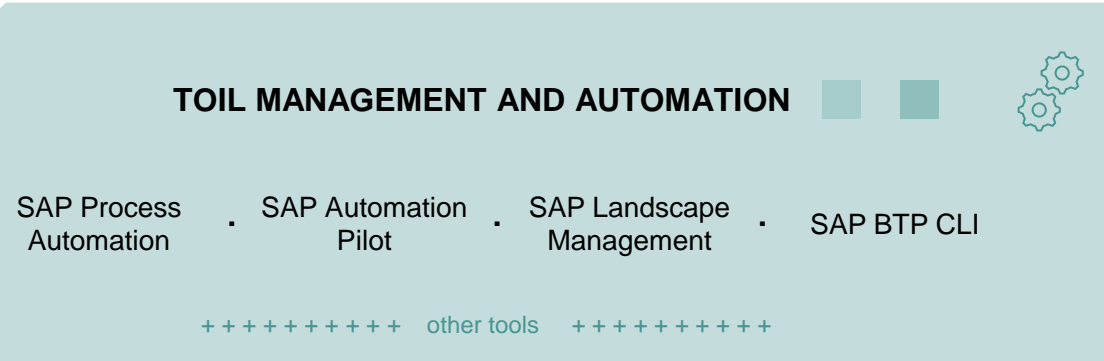 TOIL MANAGEMENT AND AUTOMATION
SAP Process
Automation
·
SAP Automation
Pilot
·
SAP Landscape
Management
·
SAP BTP CLI
+ + + + + + + + + + other tools + + + + + + + + + +